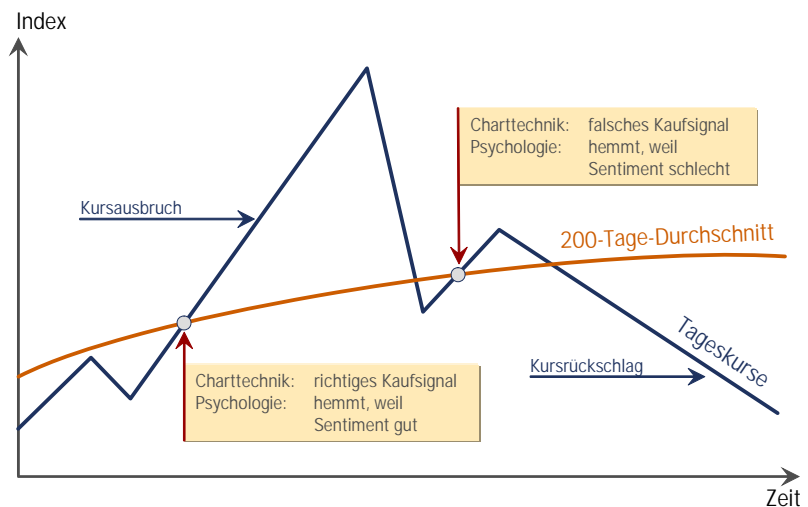 Index
Charttechnik: falsches Kaufsignal
Psychologie: hemmt, weil
Sentiment schlecht
Kursausbruch
200-Tage-Durchschnitt
Tageskurse
Kursrückschlag
Charttechnik: richtiges Kaufsignal
Psychologie: hemmt, weil
Sentiment gut
Zeit